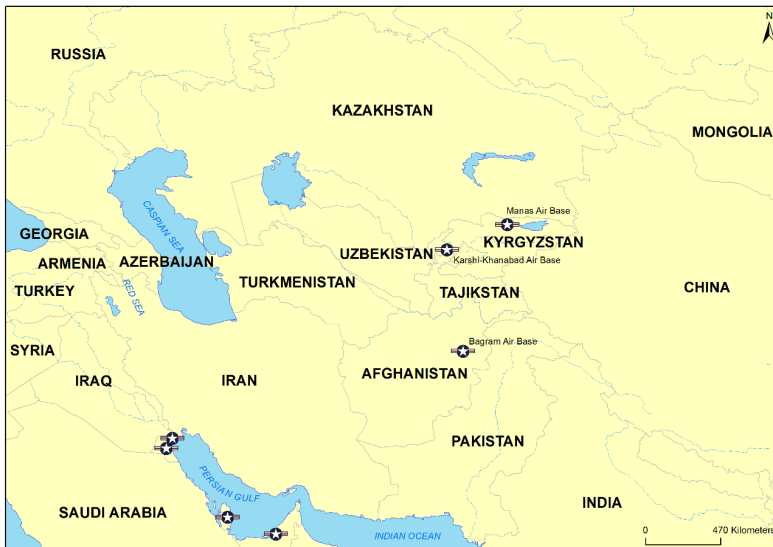 N
RUSSIA
KAZAKHSTAN
MONGOLIA
CASPIAN SEA
Manas Air Base
GEORGIA
KYRGYZSTAN
UZBEKISTAN
Karshi-Khanabad Air Base
ARMENIA
AZERBAIJAN
TURKMENISTAN
TURKEY
RED SEA
TAJIKSTAN
CHINA
Bagram Air Base
SYRIA
IRAQ
IRAN
AFGHANISTAN
PAKISTAN
PERSIAN GULF
SAUDI ARABIA
INDIA
INDIAN OCEAN
0 470 Kilometers